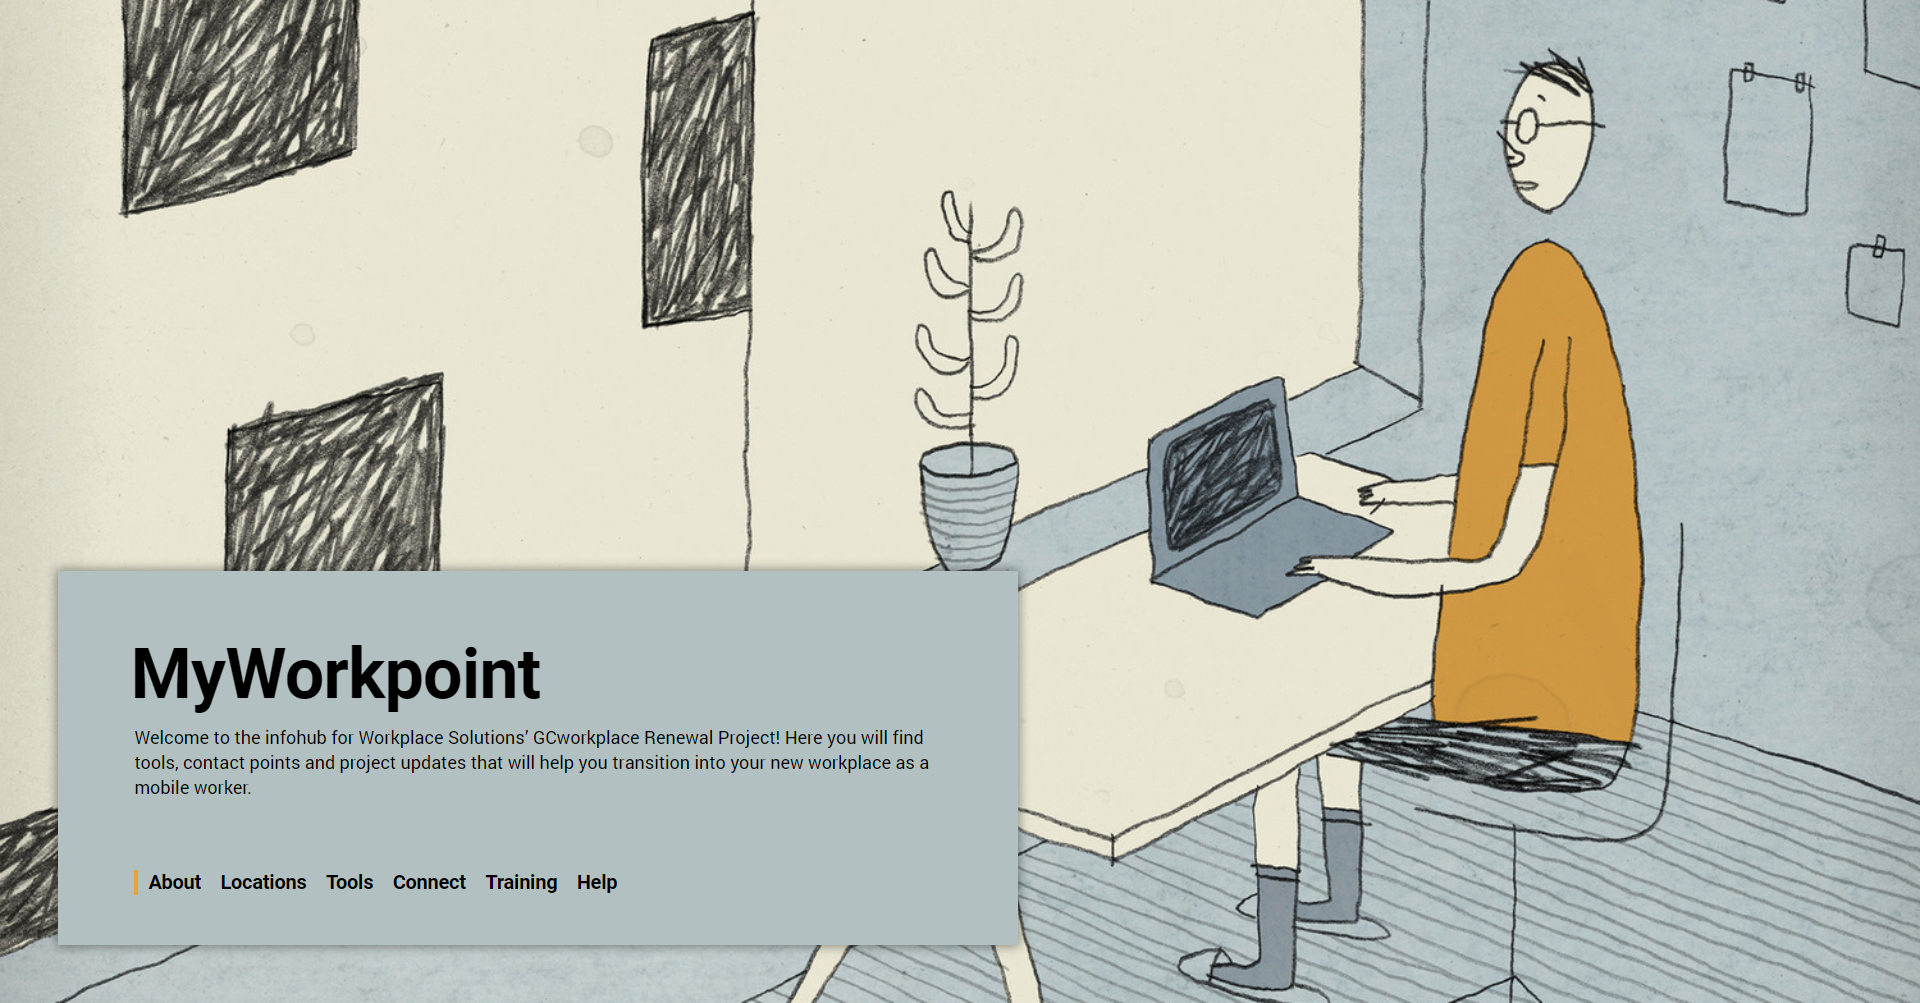 MyWorkpoint
Welcome to the infohub for Workplace Solutions’ GCworkplace Renewal Project! Here you will find
tools, contact points and project updates that will help you transition into your new workplace as a
mobile worker.
About Locations Tools Connect Training Help